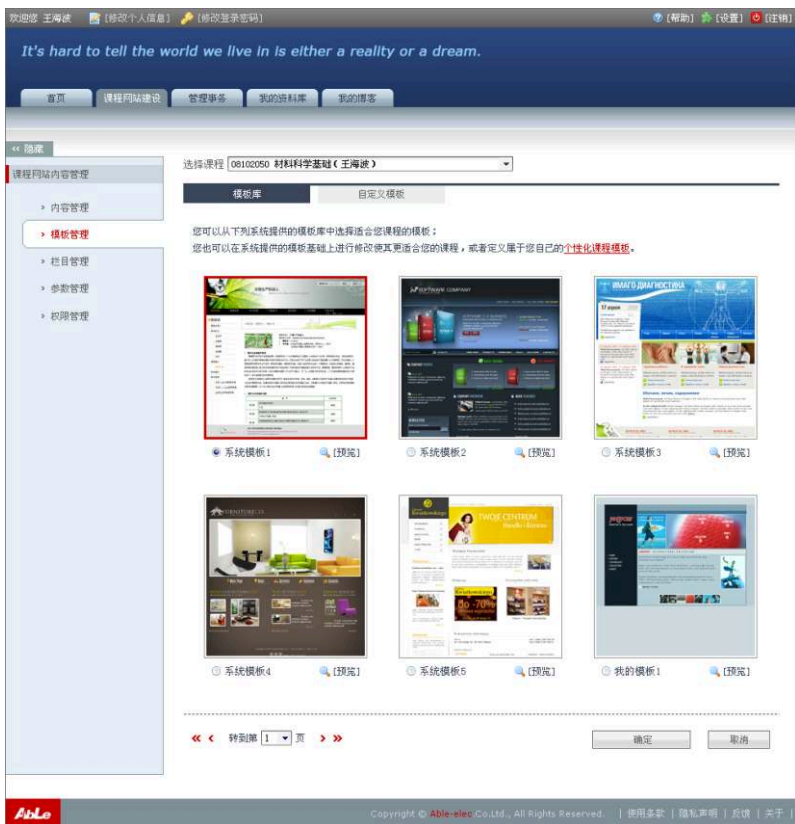 欢迎您 王海波 [修改个人信息] [修改登录密码] [帮助] [设置] [注销]
It's hard to tell the world we live in is either a reality or a dream.
首页 课程网站建设 管理事务 我的资料库 我的博客
<< 隐藏
课程网站内容管理
内容管理
模板管理
栏目管理
参数管理
权限管理
选择课程 08102050 材料科学基础(王海波)
模板库 自定义模板
您可以从下列系统提供的模板库中选择适合您课程的模板；
您也可以在系统提供的模板基础上进行修改使其更适合您的课程，或者定义属于您自己的个性化课程模板。
SOFTWARE COMPANY
ИМАГО-ДИАГНОСТИКА
系统模板1 [预览] 系统模板2 [预览] 系统模板3 [预览]
FURNITURE CO
TWOJE CENTRUM
do -70%
系统模板4 [预览] 系统模板5 [预览] 我的模板1 [预览]
转到第 1 页
确定 取消
AbLe
Copyright © Able-elec Co.Ltd., All Rights Reserved. | 使用条款 | 隐私声明 | 反馈 | 关于 |